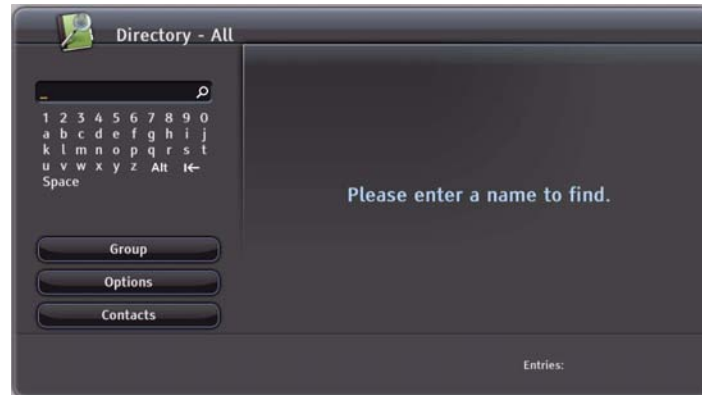 Directory - All
_
1 2 3 4 5 6 7 8 9 0
a b c d e f g h i j
k l m n o p q r s t
u v w x y z Alt I←
Space
Please enter a name to find.
Group
Options
Contacts
Entries: